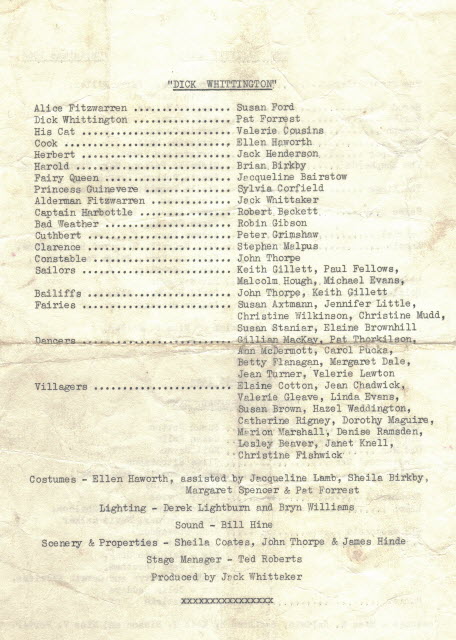 "DICK WHITTINGTON"
Alice Fitzwarren ................. Susan Ford
Dick Whittington ................. Pat Forrest
His Cat .......................... Valerie Cousins
Cook ............................. Ellen Haworth
Herbert .......................... Jack Henderson
Harold ........................... Brian Birkby
Fairy Queen ...................... Jacqueline Bairstow
Princess Guinevere ............... Sylvia Corfield
Alderman Fitzwarren .............. Jack Whittaker
Captain Harbottle ................ Robert Beckett
Bad Weather ...................... Robin Gibson
Cuthbert ......................... Peter Grimshaw
Clarence ......................... Stephen Malpus
Constable ........................ John Thorpe
Sailors .......................... Keith Gillett, Paul Fellows,
Malcolm Hough, Michael Evans,
Bailiffs ......................... John Thorpe, Keith Gillett
Fairies .......................... Susan Axtmann, Jennifer Little,
Christine Wilkinson, Christine Mudd,
Susan Staniar, Elaine Brownhill
Dancers .......................... Gillian MacKay, Pat Thorkilson,
Ann McDermott, Carol Pucks,
Betty Flanagan, Margaret Dale,
Jean Turner, Valerie Lawton
Villagers ........................ Elaine Cotton, Jean Chadwick,
Valerie Gleave, Linda Evans,
Susan Brown, Hazel Waddington,
Catherine Rigney, Dorothy Maguire,
Marion Marshall, Denise Ramsden,
Lesley Beaver, Janet Knell,
Christine Fishwick
Costumes - Ellen Haworth, assisted by Jacqueline Lamb, Sheila Birkby,
Margaret Spencer & Pat Forrest
Lighting - Derek Lightburn and Bryn Williams
Sound - Bill Hine
Scenery & Properties - Sheila Coates, John Thorpe & James Hinde
Stage Manager - Ted Roberts
Produced by Jack Whitteker
xxxxxxxxxxxxxxxx